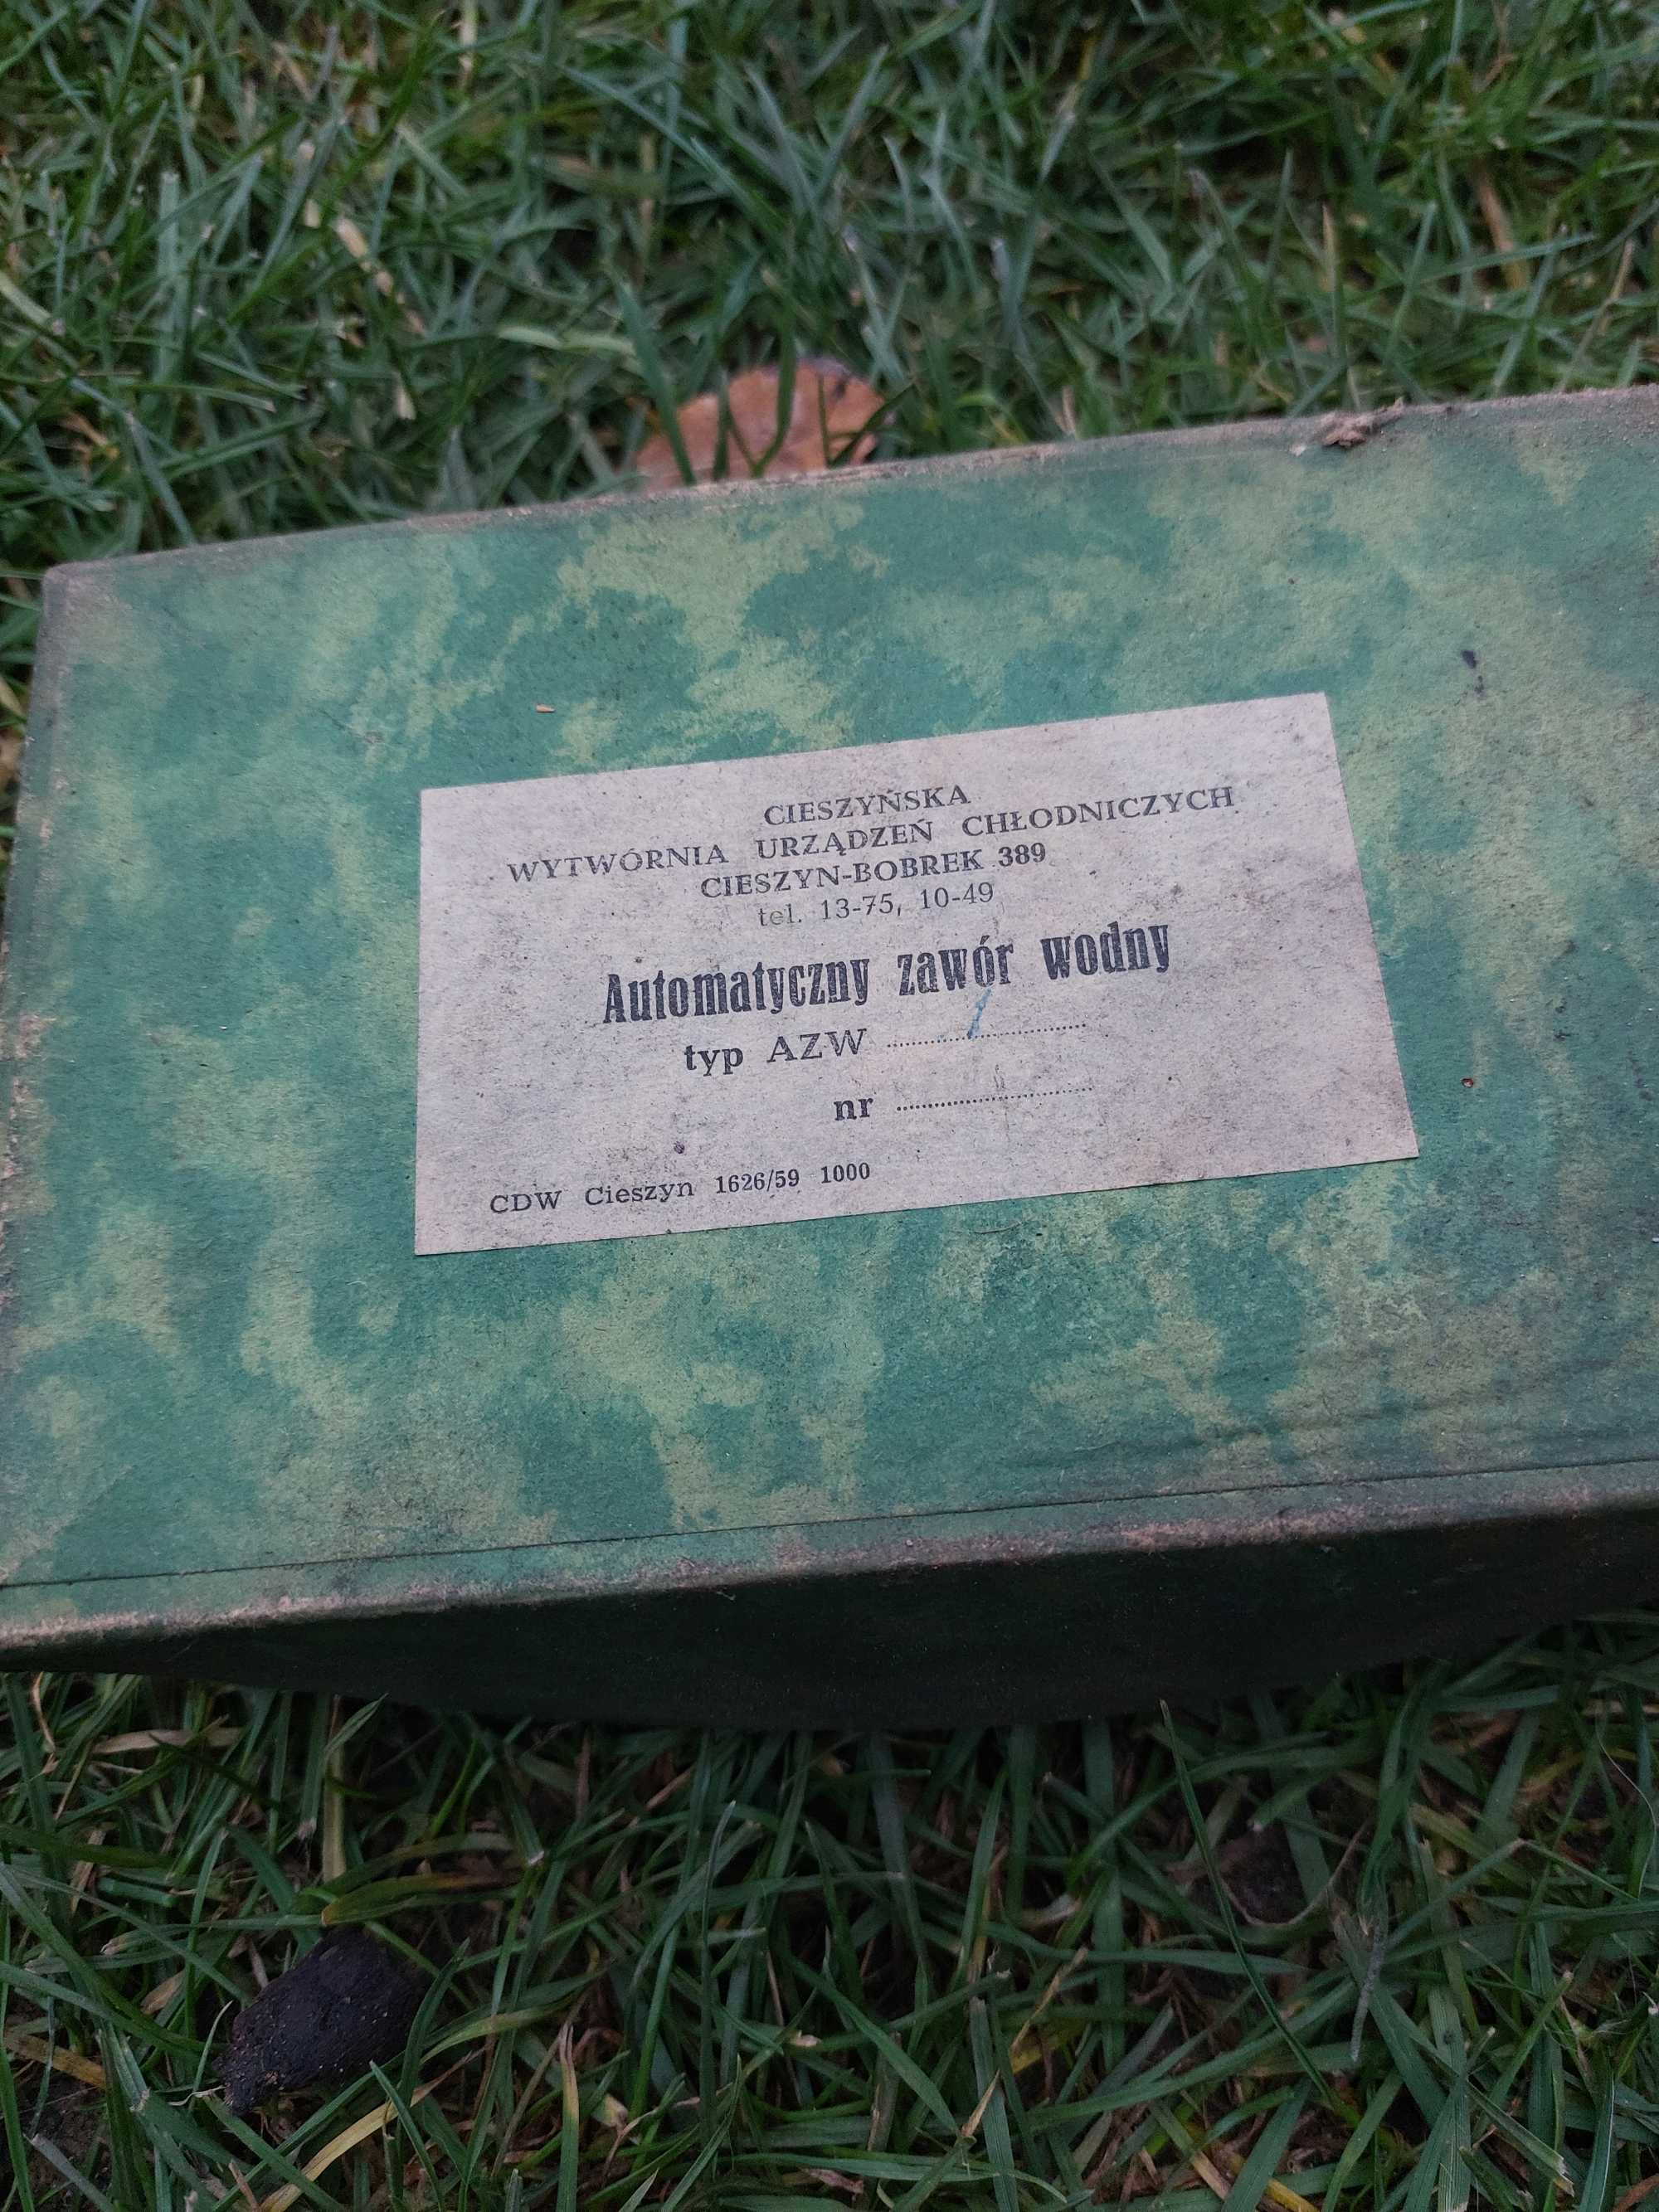 CIESZYŃSKA
WYTWÓRNIA URZĄDZEŃ CHŁODNICZYCH
CIESZYN-BOBREK 389
tel. 13-75, 10-49
Automatyczny zawór wodny
typ AZW ....................
nr ....................
CDW Cieszyn 1626/59 1000